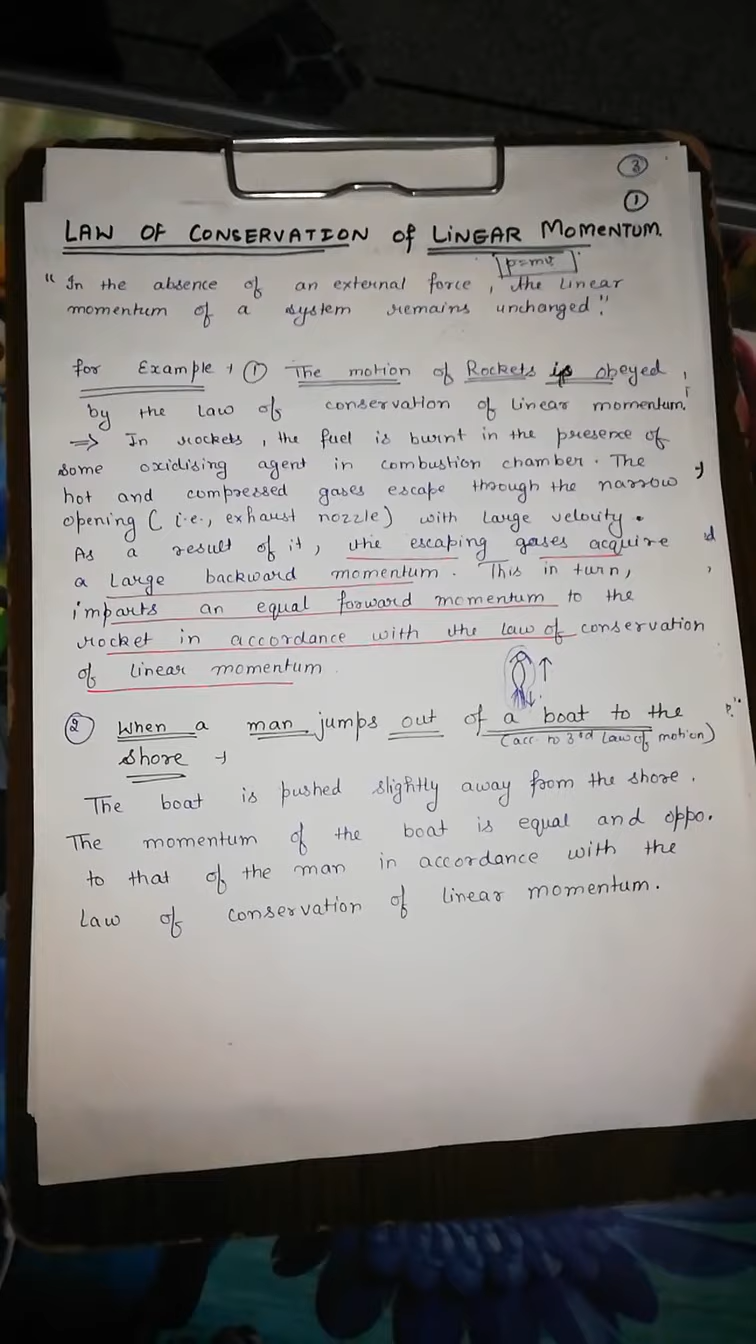 3
1
LAW OF CONSERVATION of LINEAR MOMENTUM.
p=mv
"In the absence of an external force, the linear
momentum of a system remains unchanged".
for Example → 1 The motion of Rockets is obeyed
by the law of conservation of linear momentum.
⇒ In rockets, the fuel is burnt in the presence of
some oxidising agent in combustion chamber. The
hot and compressed gases escape through the narrow
opening (i.e., exhaust nozzle) with large velocity.
As a result of it, the escaping gases acquire
a large backward momentum. This in turn,
imparts an equal forward momentum to the
rocket in accordance with the law of conservation
of linear momentum.
2 When a man jumps out of a boat to the
(acc. to 3rd law of motion)
shore →
The boat is pushed slightly away from the shore.
The momentum of the boat is equal and oppo.
to that of the man in accordance with the
Law of conservation of linear momentum.